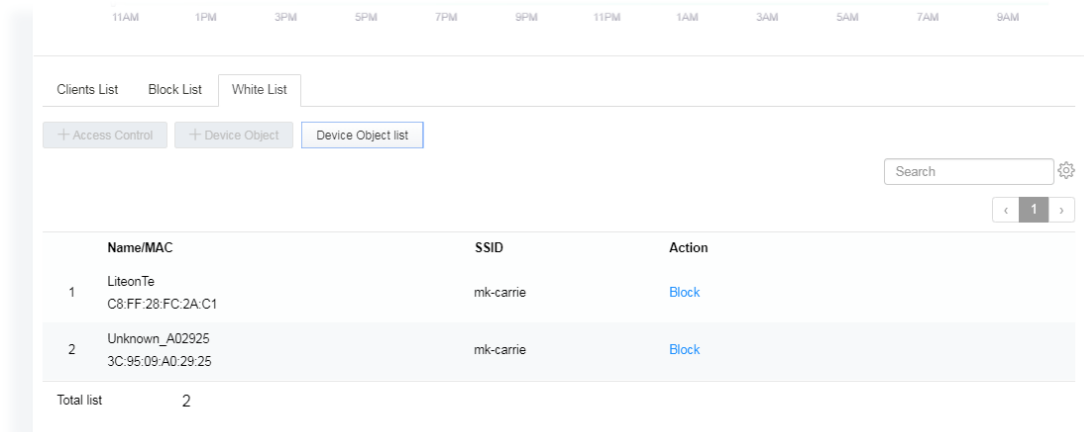 11AM 1PM 3PM 5PM 7PM 9PM 11PM 1AM 3AM 5AM 7AM 9AM
Clients List Block List White List
+ Access Control + Device Object Device Object list
Search
‹ 1 ›
Name/MAC SSID Action
LiteonTe
1 mk-carrie Block
C8:FF:28:FC:2A:C1
Unknown_A02925
2 mk-carrie Block
3C:95:09:A0:29:25
Total list 2